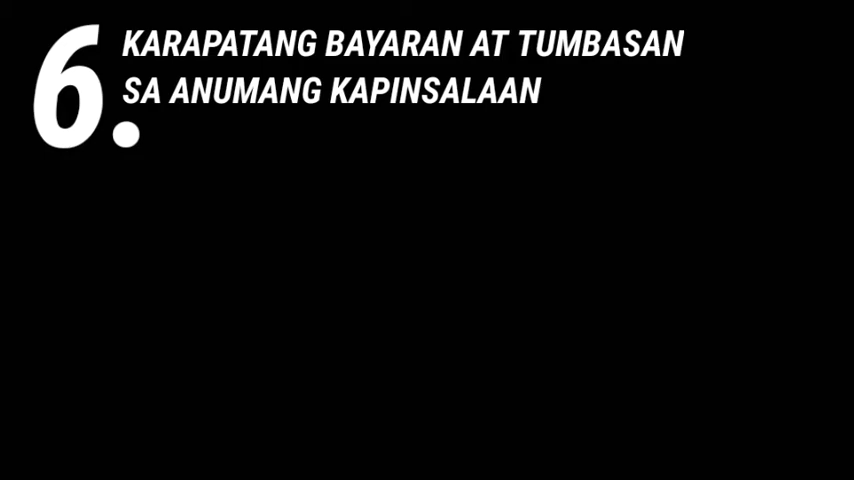 6. KARAPATANG BAYARAN AT TUMBASAN
SA ANUMANG KAPINSALAAN